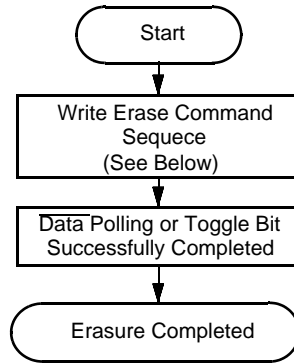 Start
Write Erase Command
Sequece
(See Below)
Data Polling or Toggle Bit
Successfully Completed
Erasure Completed